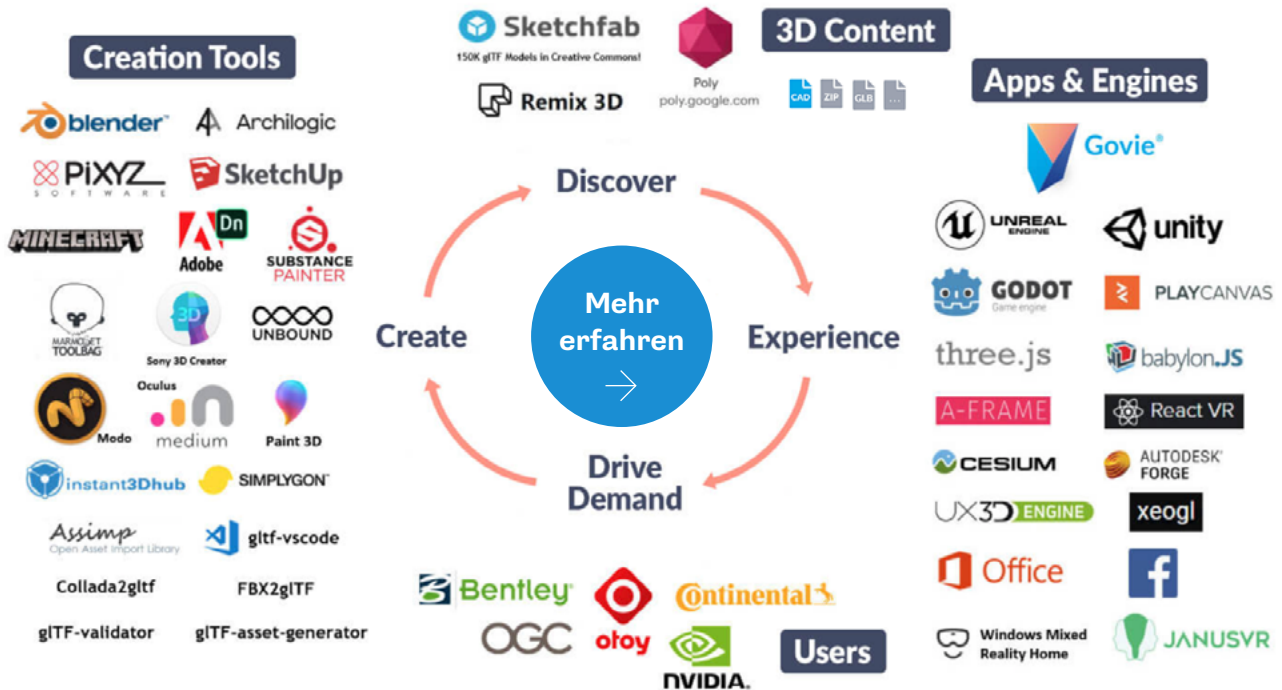 Creation Tools
blender™
Archilogic
PiXYZ
SOFTWARE
SketchUp
MINECRAFT
Dn
Adobe
SUBSTANCE
PAINTER
MARMOSET
TOOLBAG
3D
Sony 3D Creator
UNBOUND
Modo
Oculus
medium
Paint 3D
instant3Dhub
SIMPLYGON™
Assimp
Open Asset Import Library
gltf-vscode
Collada2gltf
FBX2glTF
glTF-validator
glTF-asset-generator
Sketchfab
150K glTF Models in Creative Commons!
Remix 3D
Poly
poly.google.com
3D Content
CAD
ZIP
GLB
...
Discover
Create
Mehr
erfahren
Experience
Drive
Demand
Bentley®
OGC
otoy
Continental
NVIDIA.
Users
Apps & Engines
Govie®
UNREAL
ENGINE
unity
GODOT
Game engine
PLAYCANVAS
three.js
babylon.JS
A-FRAME
React VR
CESIUM
AUTODESK®
FORGE
UX3D ENGINE
xeogl
Office
f
Windows Mixed
Reality Home
JANUSVR